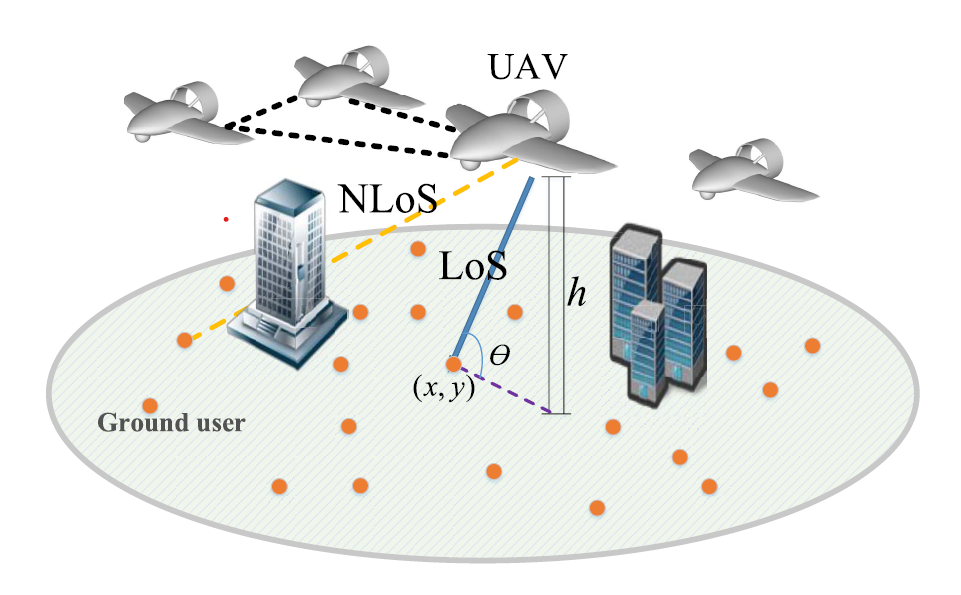 UAV
NLoS
LoS
h
Θ
(x, y)
Ground user